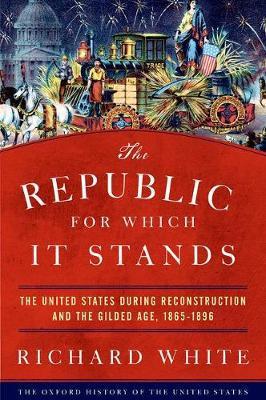 TRADE
The
REPUBLIC
FOR WHICH
IT STANDS
THE UNITED STATES DURING RECONSTRUCTION
AND THE GILDED AGE, 1865-1896
RICHARD WHITE
THE OXFORD HISTORY OF THE UNITED STATES